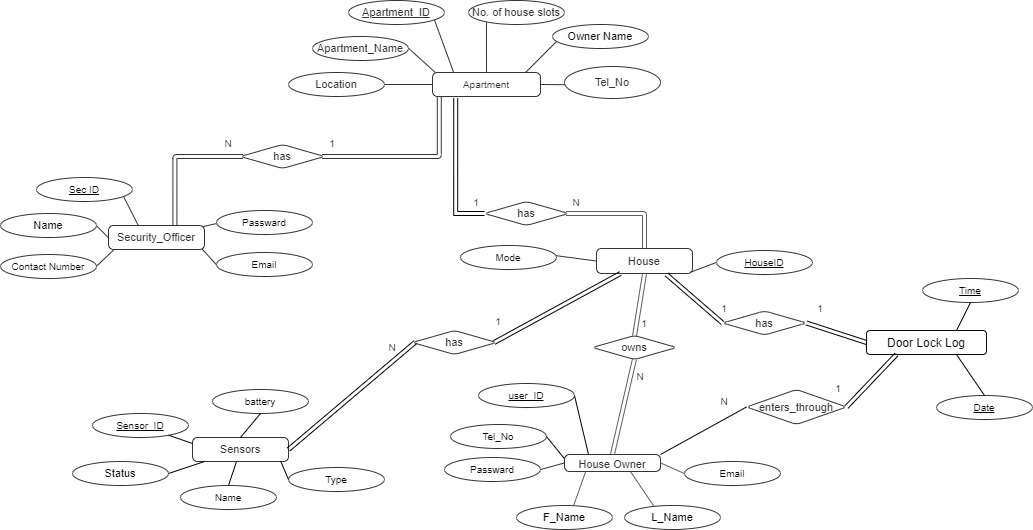 Apartment_ID
No. of house slots
Owner Name
Apartment_Name
Location
Apartment
Tel_No
N
has
1
Sec ID
Name
Security_Officer
Passward
Contact Number
Email
1
has
N
Mode
House
HouseID
Time
N
has
1
1
has
1
Door Lock Log
1
owns
N
battery
Sensor_ID
Sensors
Status
Name
Type
user_ID
N
enters_through
1
Date
Tel_No
Passward
House Owner
Email
F_Name
L_Name